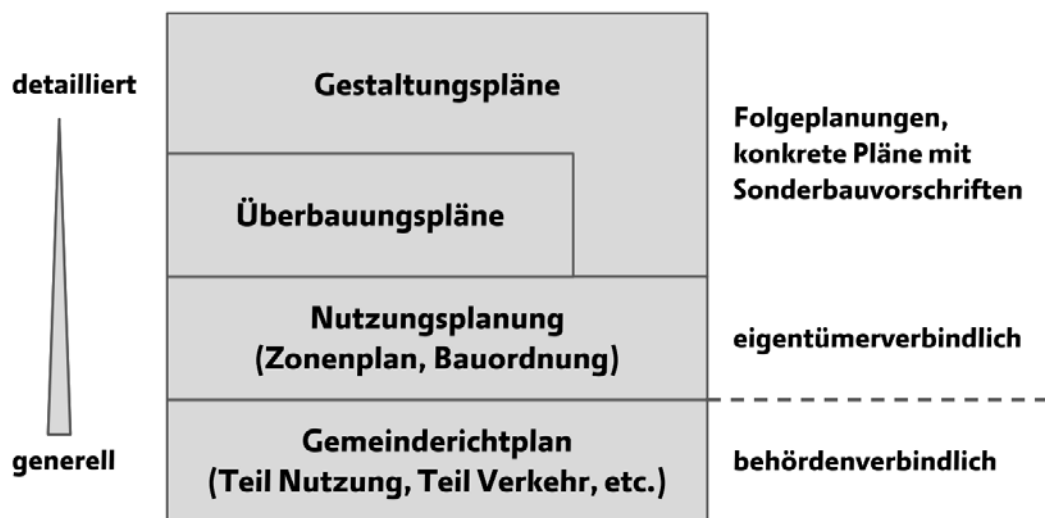 detailliert
generell
Gestaltungspläne
Überbauungspläne
Nutzungsplanung
(Zonenplan, Bauordnung)
Gemeinderichtplan
(Teil Nutzung, Teil Verkehr, etc.)
Folgeplanungen,
konkrete Pläne mit
Sonderbauvorschriften
eigentümerverbindlich
behördenverbindlich